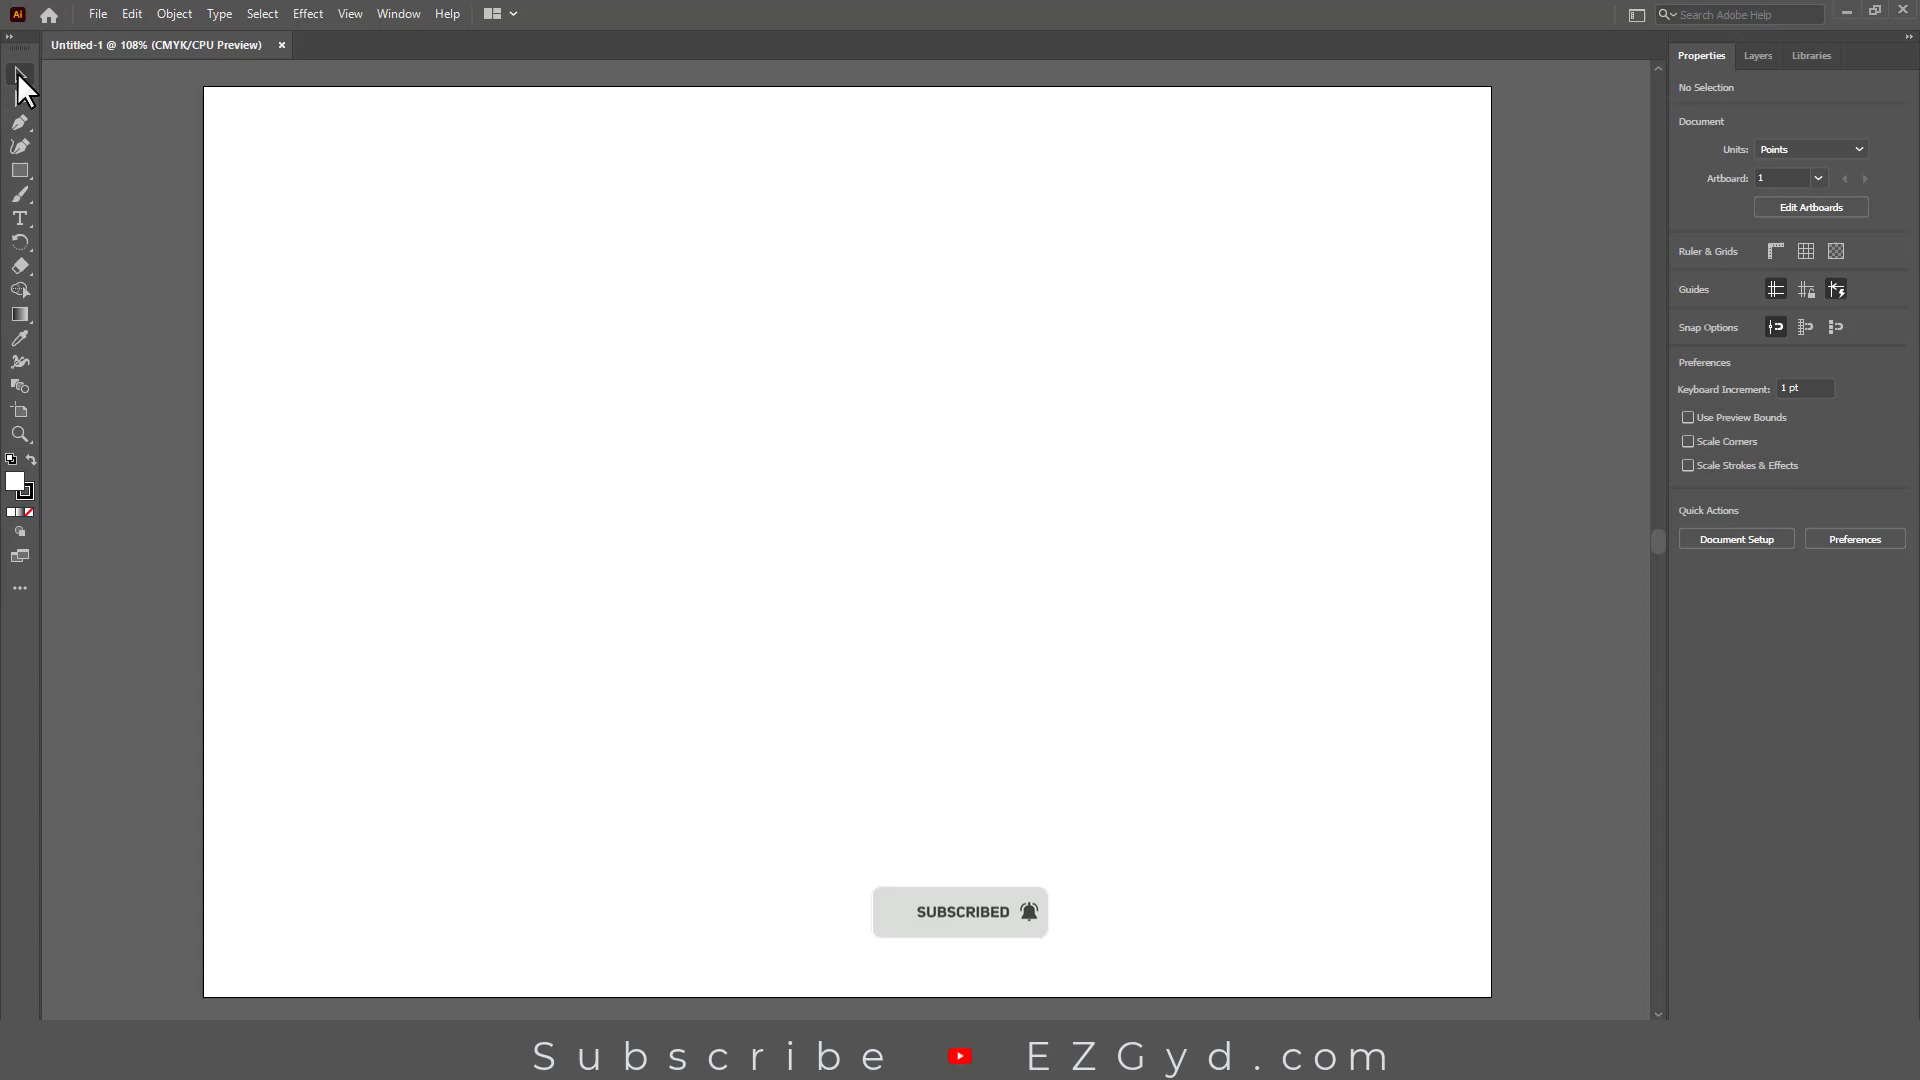 Ai File Edit Object Type Select Effect View Window Help Search Adobe Help
Untitled-1 @ 108% (CMYK/CPU Preview) ×
Properties Layers Libraries
No Selection
Document
Units: Points
Artboard: 1
Edit Artboards
Ruler & Grids
Guides
Snap Options
Preferences
Keyboard Increment: 1 pt
Use Preview Bounds
Scale Corners
Scale Strokes & Effects
Quick Actions
Document Setup Preferences
SUBSCRIBED
Subscribe EZGyd.com